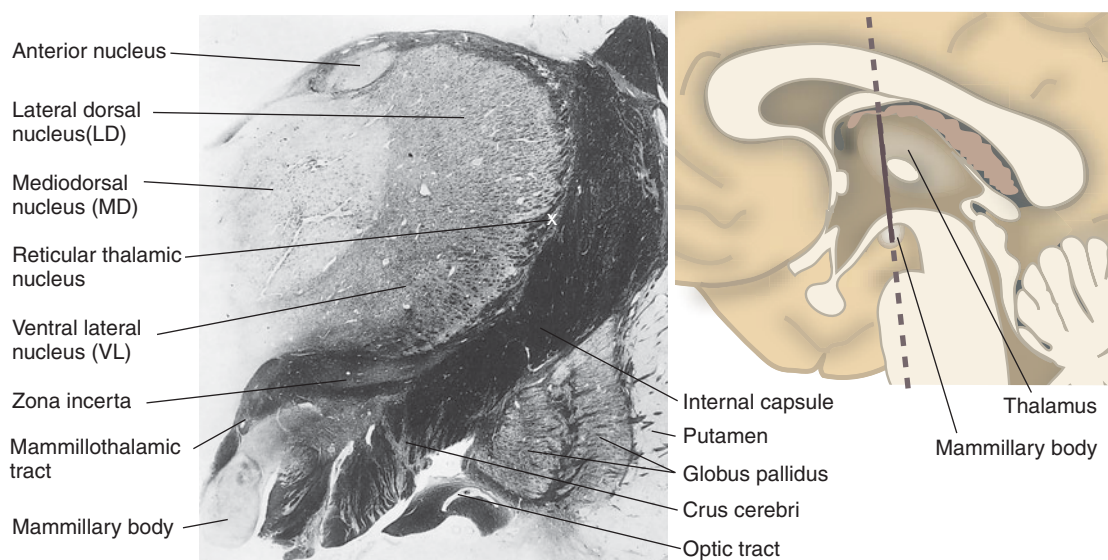 Anterior nucleus
Lateral dorsal
nucleus(LD)
Mediodorsal
nucleus (MD)
Reticular thalamic
nucleus
Ventral lateral
nucleus (VL)
Zona incerta
Mammillothalamic
tract
Mammillary body
x
Internal capsule
Putamen
Globus pallidus
Crus cerebri
Optic tract
Thalamus
Mammillary body